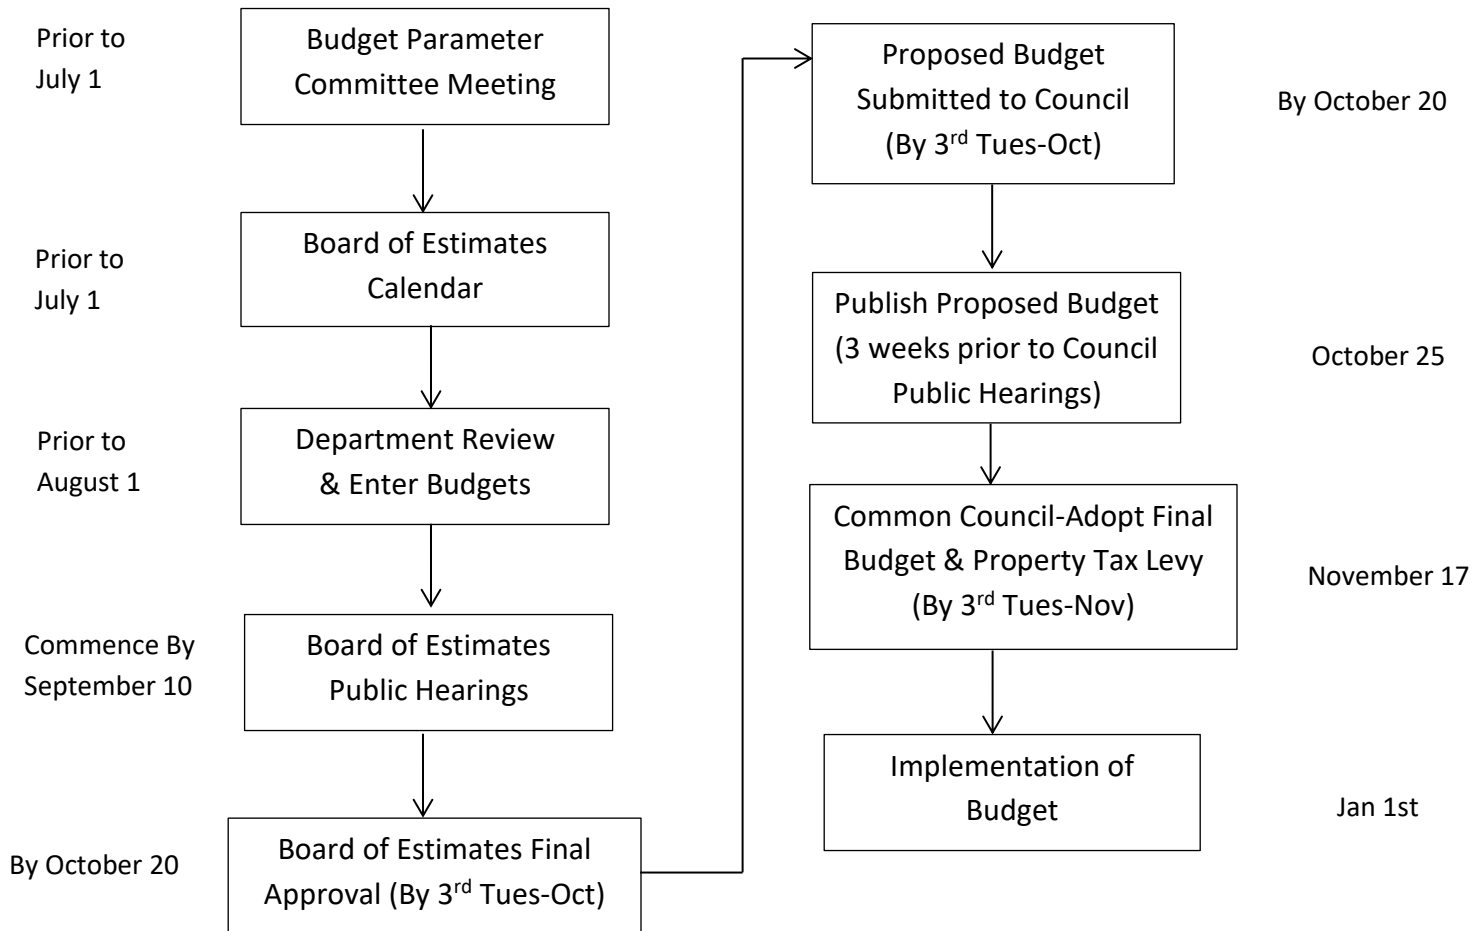 Prior to
July 1
Budget Parameter
Committee Meeting
Prior to
July 1
Board of Estimates
Calendar
Prior to
August 1
Department Review
& Enter Budgets
Commence By
September 10
Board of Estimates
Public Hearings
By October 20
Board of Estimates Final
Approval (By 3rd Tues-Oct)
Proposed Budget
Submitted to Council
(By 3rd Tues-Oct)
By October 20
Publish Proposed Budget
(3 weeks prior to Council
Public Hearings)
October 25
Common Council-Adopt Final
Budget & Property Tax Levy
(By 3rd Tues-Nov)
November 17
Implementation of
Budget
Jan 1st